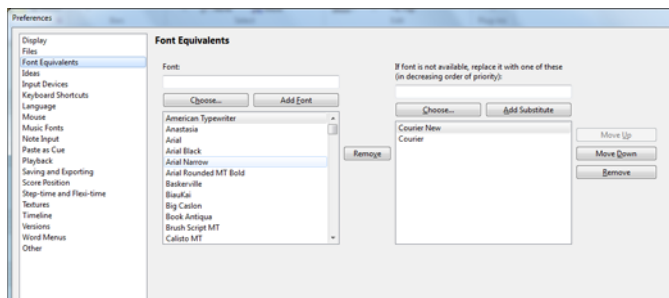 Preferences
Display
Files
Font Equivalents
Ideas
Input Devices
Keyboard Shortcuts
Language
Mouse
Music Fonts
Note Input
Paste as Cue
Playback
Saving and Exporting
Score Position
Step-time and Flexi-time
Textures
Timeline
Versions
Word Menus
Other
Font Equivalents
Font:
Choose...
Add Font
American Typewriter
Anastasia
Arial
Arial Black
Arial Narrow
Arial Rounded MT Bold
Baskerville
BiauKai
Big Caslon
Book Antiqua
Brush Script MT
Calisto MT
Remove
If font is not available, replace it with one of these
(in decreasing order of priority):
Choose...
Add Substitute
Courier New
Courier
Move Up
Move Down
Remove